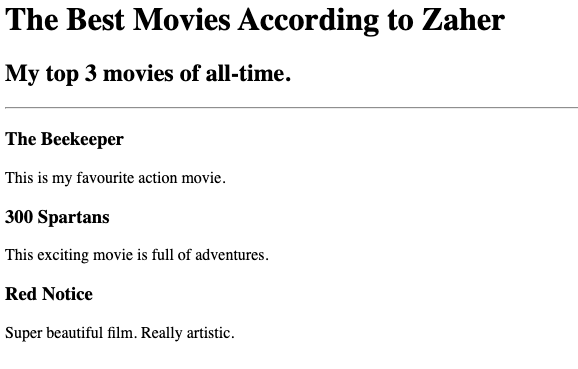 The Best Movies According to Zaher
My top 3 movies of all-time.
The Beekeeper
This is my favourite action movie.
300 Spartans
This exciting movie is full of adventures.
Red Notice
Super beautiful film. Really artistic.